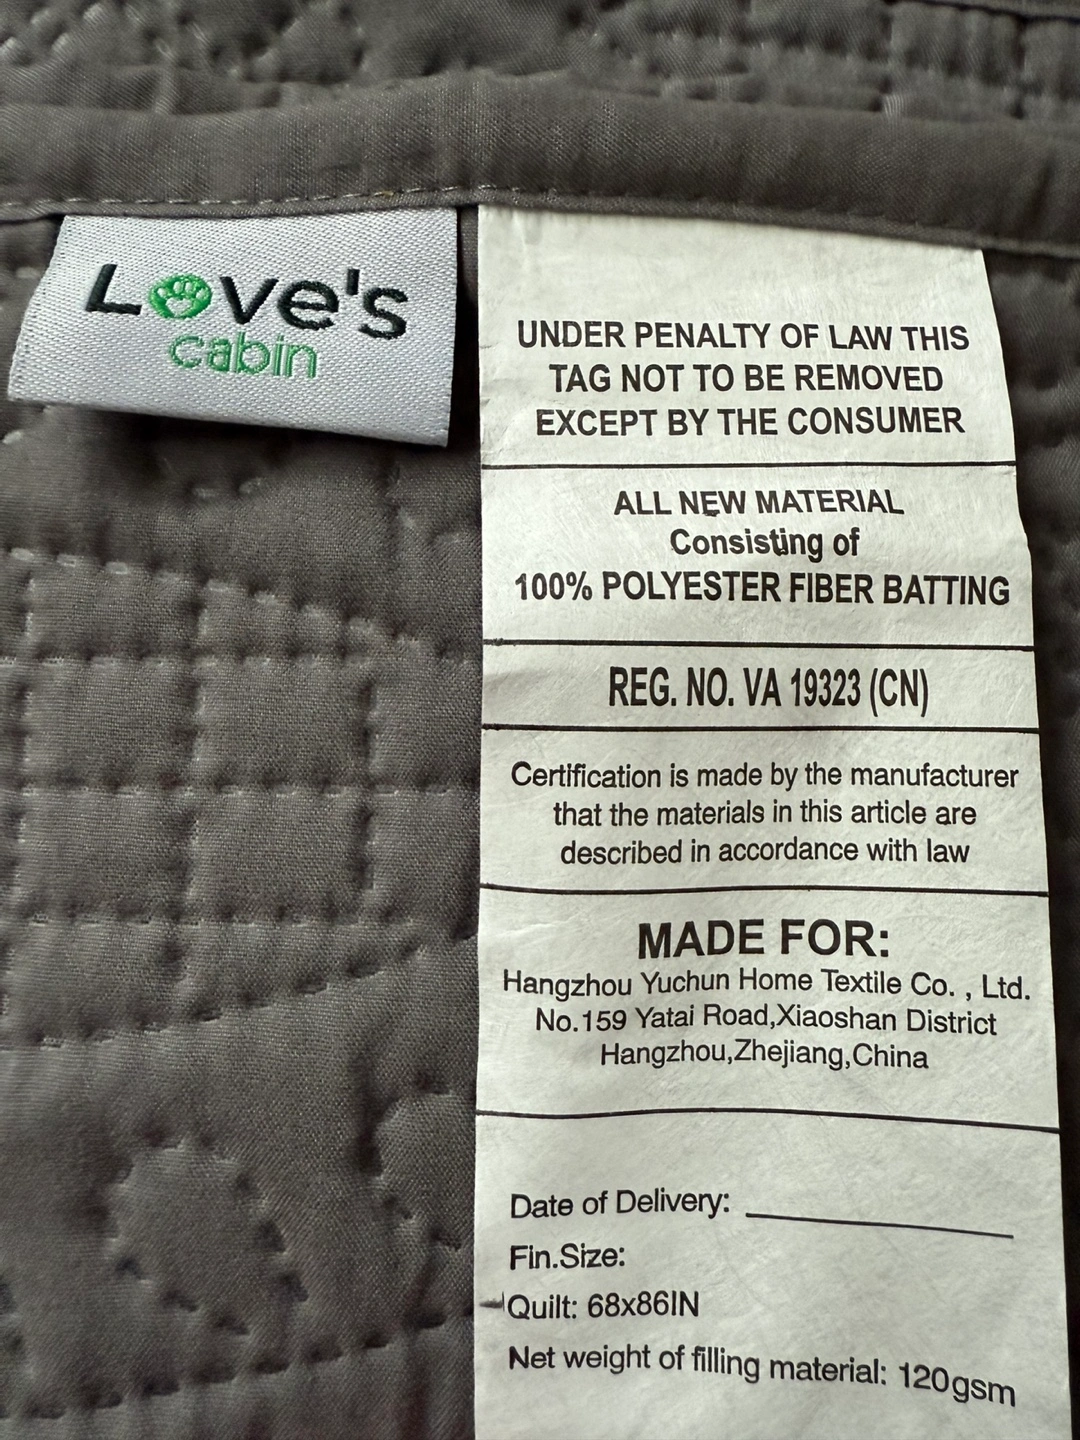 Love's
cabin
UNDER PENALTY OF LAW THIS
TAG NOT TO BE REMOVED
EXCEPT BY THE CONSUMER
ALL NEW MATERIAL
Consisting of
100% POLYESTER FIBER BATTING
REG. NO. VA 19323 (CN)
Certification is made by the manufacturer
that the materials in this article are
described in accordance with law
MADE FOR:
Hangzhou Yuchun Home Textile Co. , Ltd.
No.159 Yatai Road,Xiaoshan District
Hangzhou,Zhejiang,China
Date of Delivery: ______________
Fin.Size:
Quilt: 68x86IN
Net weight of filling material: 120gsm